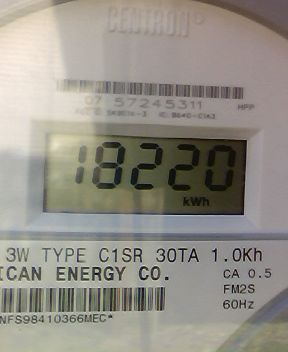 CENTRON®
07 57245311 HPP
18220
kWh
3W TYPE C1SR 30TA 1.0Kh
ICAN ENERGY CO.
CA 0.5
FM2S
60Hz
NFS98410366MEC*